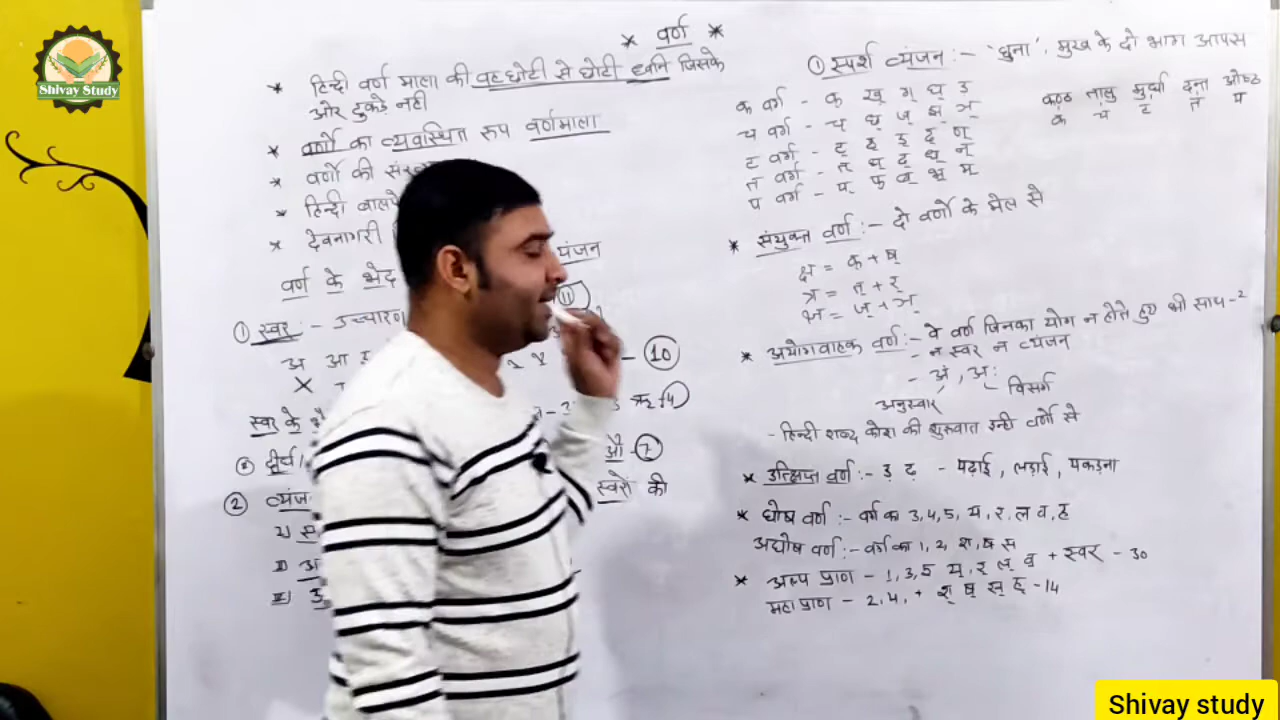 Shivay Study
* वर्ण *
* हिन्दी वर्ण माला की वह छोटी से छोटी ध्वनि जिसके
और टुकड़े नहीं
* वर्णों का व्यवस्थित रूप वर्णमाला
* वर्णों की
* हिन्दी
* देवनागरी
वर्ण के भेद
यंजन
① स्वर :- उच्चारण
11
अ आ
X
- 10
स्वर के
4
② दीर्घ
औ - 7
② व्यंज
स्वरो की
① स्पर्श व्यंजन :- 'छुना', मुख के दो भाग आपस
क वर्ग - क ख् ग् घ् ड
च वर्ग - च छ् ज् झ् ञ्
ट वर्ग - ट् ठ् ड् ढ् ण्
त वर्ग - त् थ् द् ध् न्
प वर्ग - प् फ् ब् भ् म्
कण्ठ तालु मुर्धा दन्त ओष्ठ
क च ट त प
* संयुक्त वर्ण :- दो वर्णों के मेल से
क्ष = क् + ष्
त्र = त् + र्
ज्ञ = ज् + ञ्
* अयोगवाहक वर्ण :- वे वर्ण जिनका योग न होते हुए भी साथ - 2
- न स्वर न व्यंजन
- अं , अः
अनुस्वार विसर्ग
- हिन्दी शब्द कोश की शुरुवात इन्ही वर्णो से
* उत्क्षिप्त वर्ण :- ड़ ढ़ - पढाई , लड़ाई , पकड़ना
* घोष वर्ण :- वर्ग का 3,4,5, य, र, ल व, ह
अघोष वर्ण :- वर्ग का 1, 2, श, ष स
* अल्प प्राण - 1,3,5 य्, र् ल् व् + स्वर - 30
महाप्राण - 2,4, + श् ष् स् ह् - 14
Shivay study